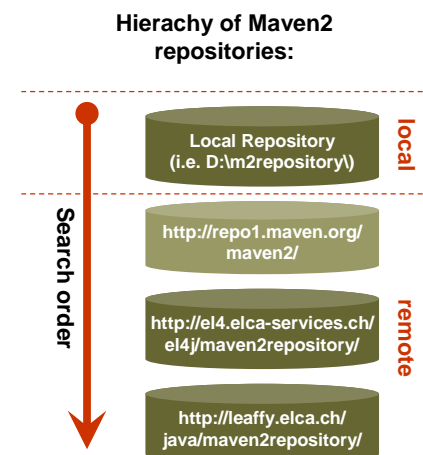 Hierachy of Maven2
repositories:
Local Repository
(i.e. D:\m2repository\)
local
Search order
http://repo1.maven.org/
maven2/
http://el4.elca-services.ch/
el4j/maven2repository/
remote
http://leaffy.elca.ch/
java/maven2repository/